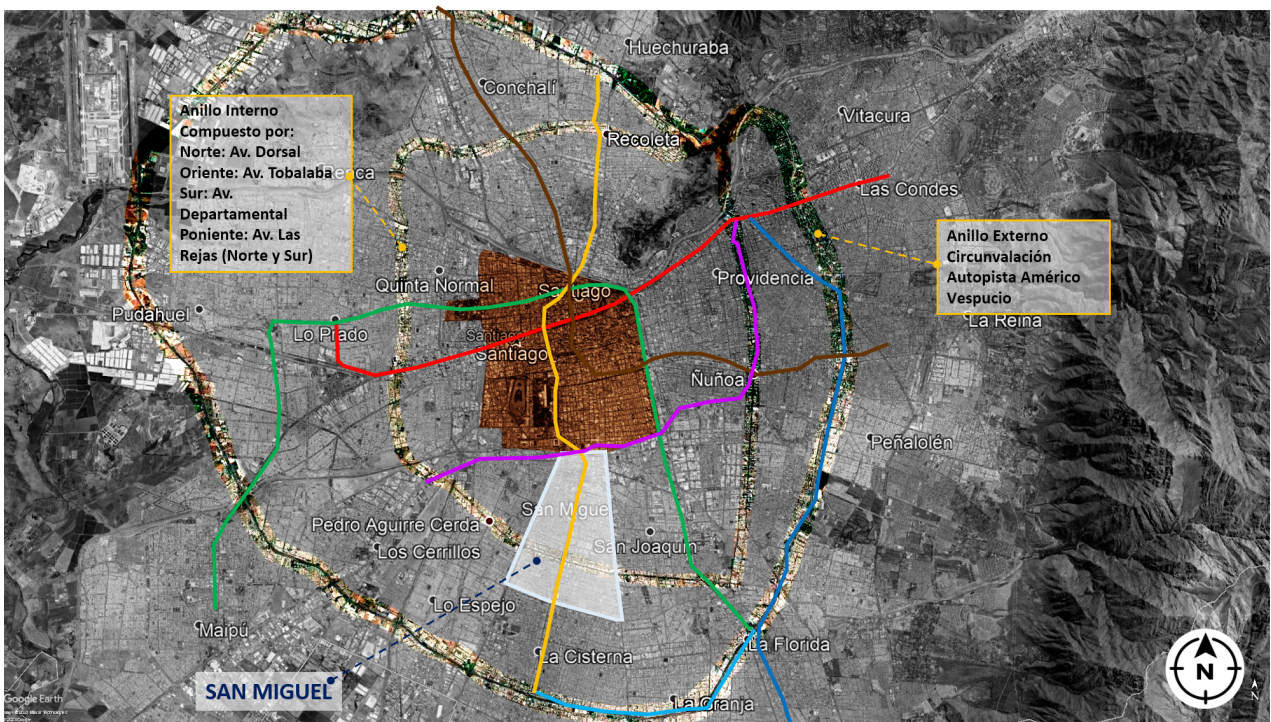 Huechuraba
Conchalí
Vitacura
Anillo Interno
Compuesto por:
Norte: Av. Dorsal
Oriente: Av. Tobalaba
Sur: Av.
Departamental
Poniente: Av. Las
Rejas (Norte y Sur)
Recoleta
Las Condes
Anillo Externo
Circunvalación
Autopista Américo
Vespucio
Providencia
Quinta Normal
Santiago
Pudahuel
Lo Prado
La Reina
Santiago
Santiago
Ñuñoa
Peñalolén
San Miguel
Pedro Aguirre Cerda
Los Cerrillos
San Joaquín
Lo Espejo
Maipú
La Cisterna
La Florida
SAN MIGUEL
La Granja
Google Earth
N
N